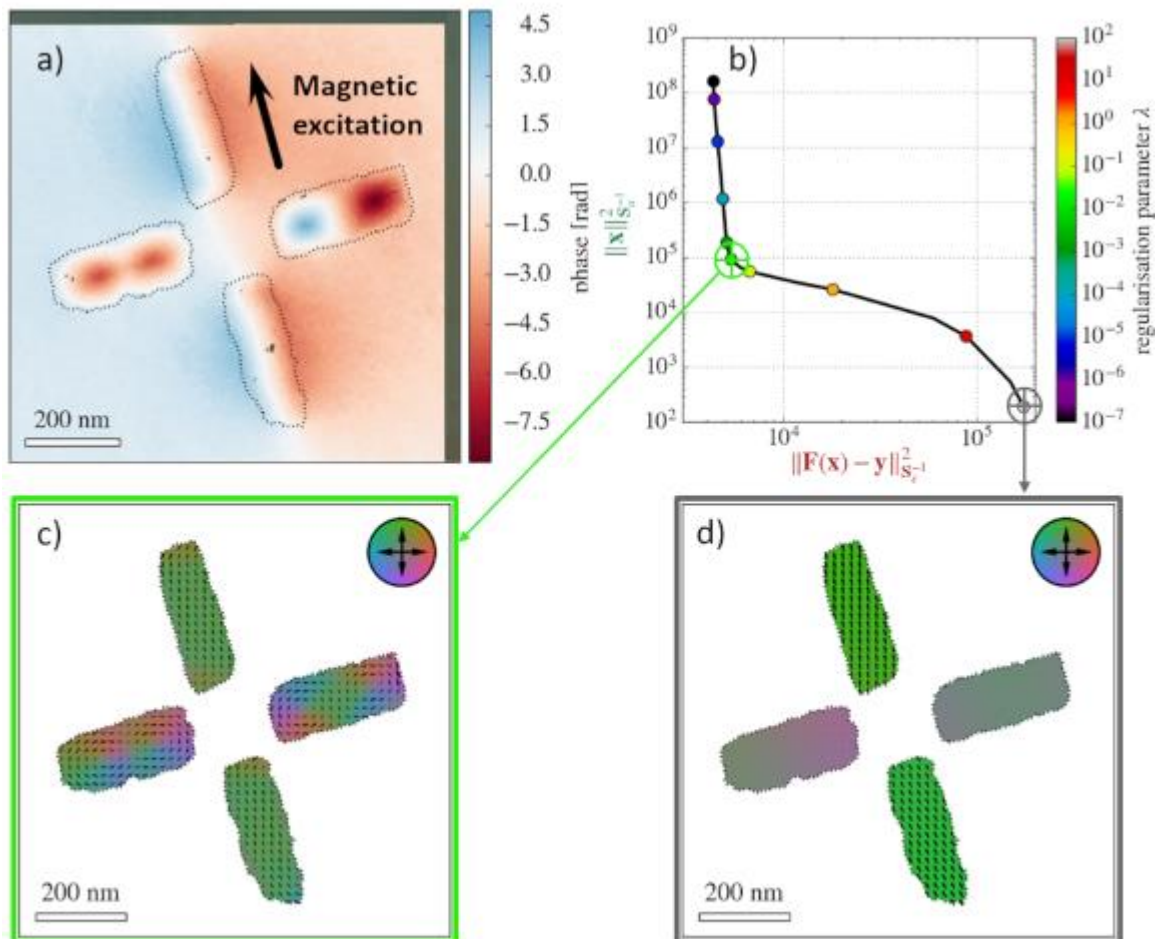 a)
Magnetic
excitation
200 nm
4.5
3.0
1.5
0.0
−1.5
−3.0
−4.5
−6.0
−7.5
phase [rad]
b)
10⁹
10⁸
10⁷
10⁶
10⁵
10⁴
10³
10²
‖x‖²
10⁴
10⁵
‖F(x) − y‖²
10²
10¹
10⁰
10⁻¹
10⁻²
10⁻³
10⁻⁴
10⁻⁵
10⁻⁶
10⁻⁷
regularisation parameter λ
c)
200 nm
d)
200 nm